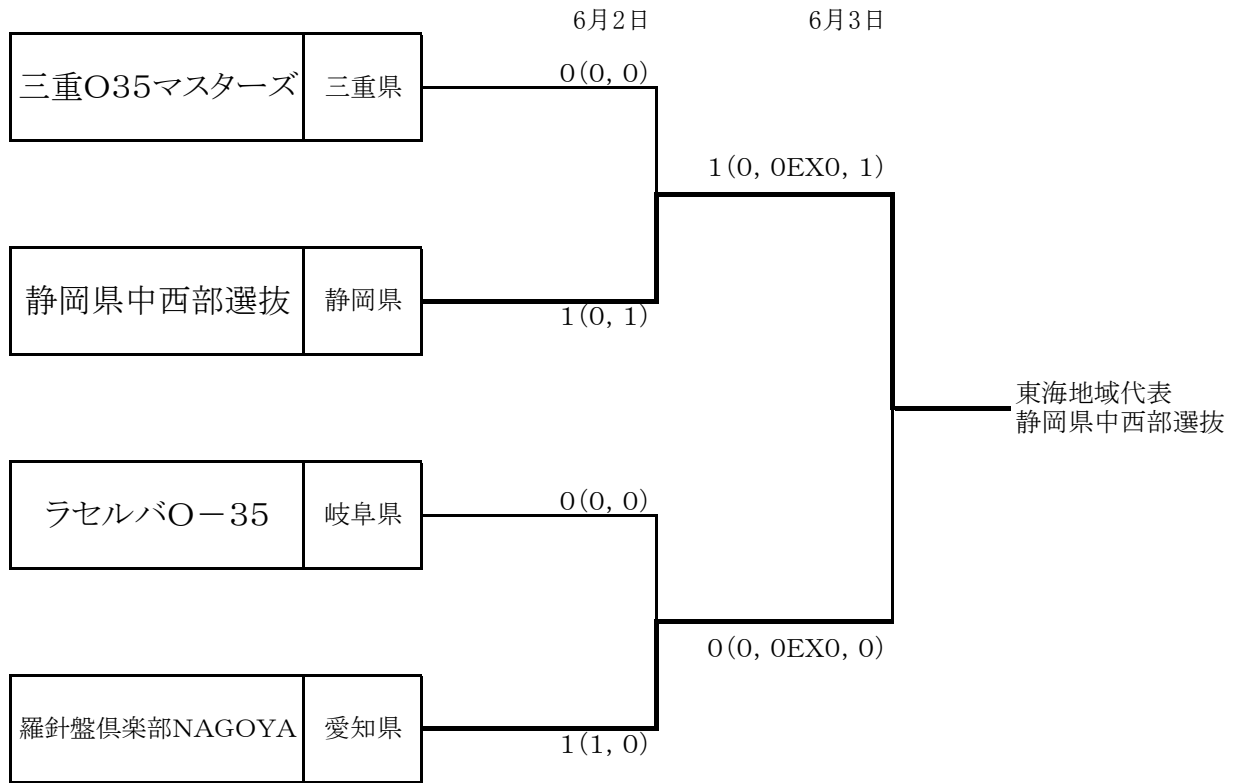 6月2日
6月3日
三重O35マスターズ
三重県
0(0, 0)
1(0, 0EX0, 1)
静岡県中西部選抜
静岡県
1(0, 1)
東海地域代表
静岡県中西部選抜
ラセルバO－35
岐阜県
0(0, 0)
0(0, 0EX0, 0)
羅針盤倶楽部NAGOYA
愛知県
1(1, 0)